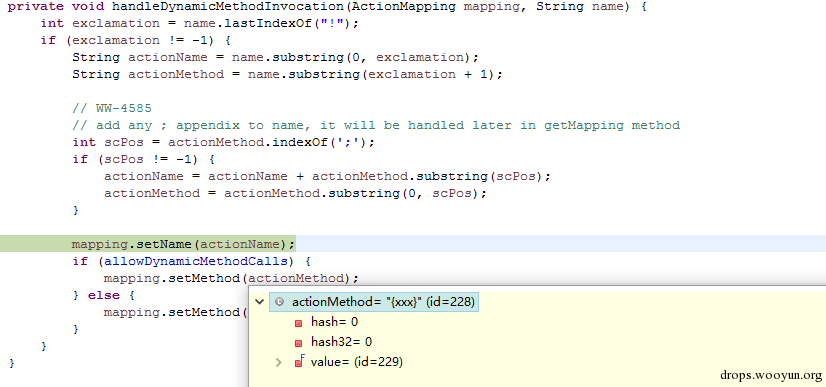 private void handleDynamicMethodInvocation(ActionMapping mapping, String name) {
int exclamation = name.lastIndexOf("!");
if (exclamation != -1) {
String actionName = name.substring(0, exclamation);
String actionMethod = name.substring(exclamation + 1);
// WW-4585
// add any ; appendix to name, it will be handled later in getMapping method
int scPos = actionMethod.indexOf(';');
if (scPos != -1) {
actionName = actionName + actionMethod.substring(scPos);
actionMethod = actionMethod.substring(0, scPos);
}
mapping.setName(actionName);
if (allowDynamicMethodCalls) {
mapping.setMethod(actionMethod);
} else {
mapping.setMethod(
}
}
}
actionMethod= "{xxx}" (id=228)
hash= 0
hash32= 0
value= (id=229)
drops.wooyun.org